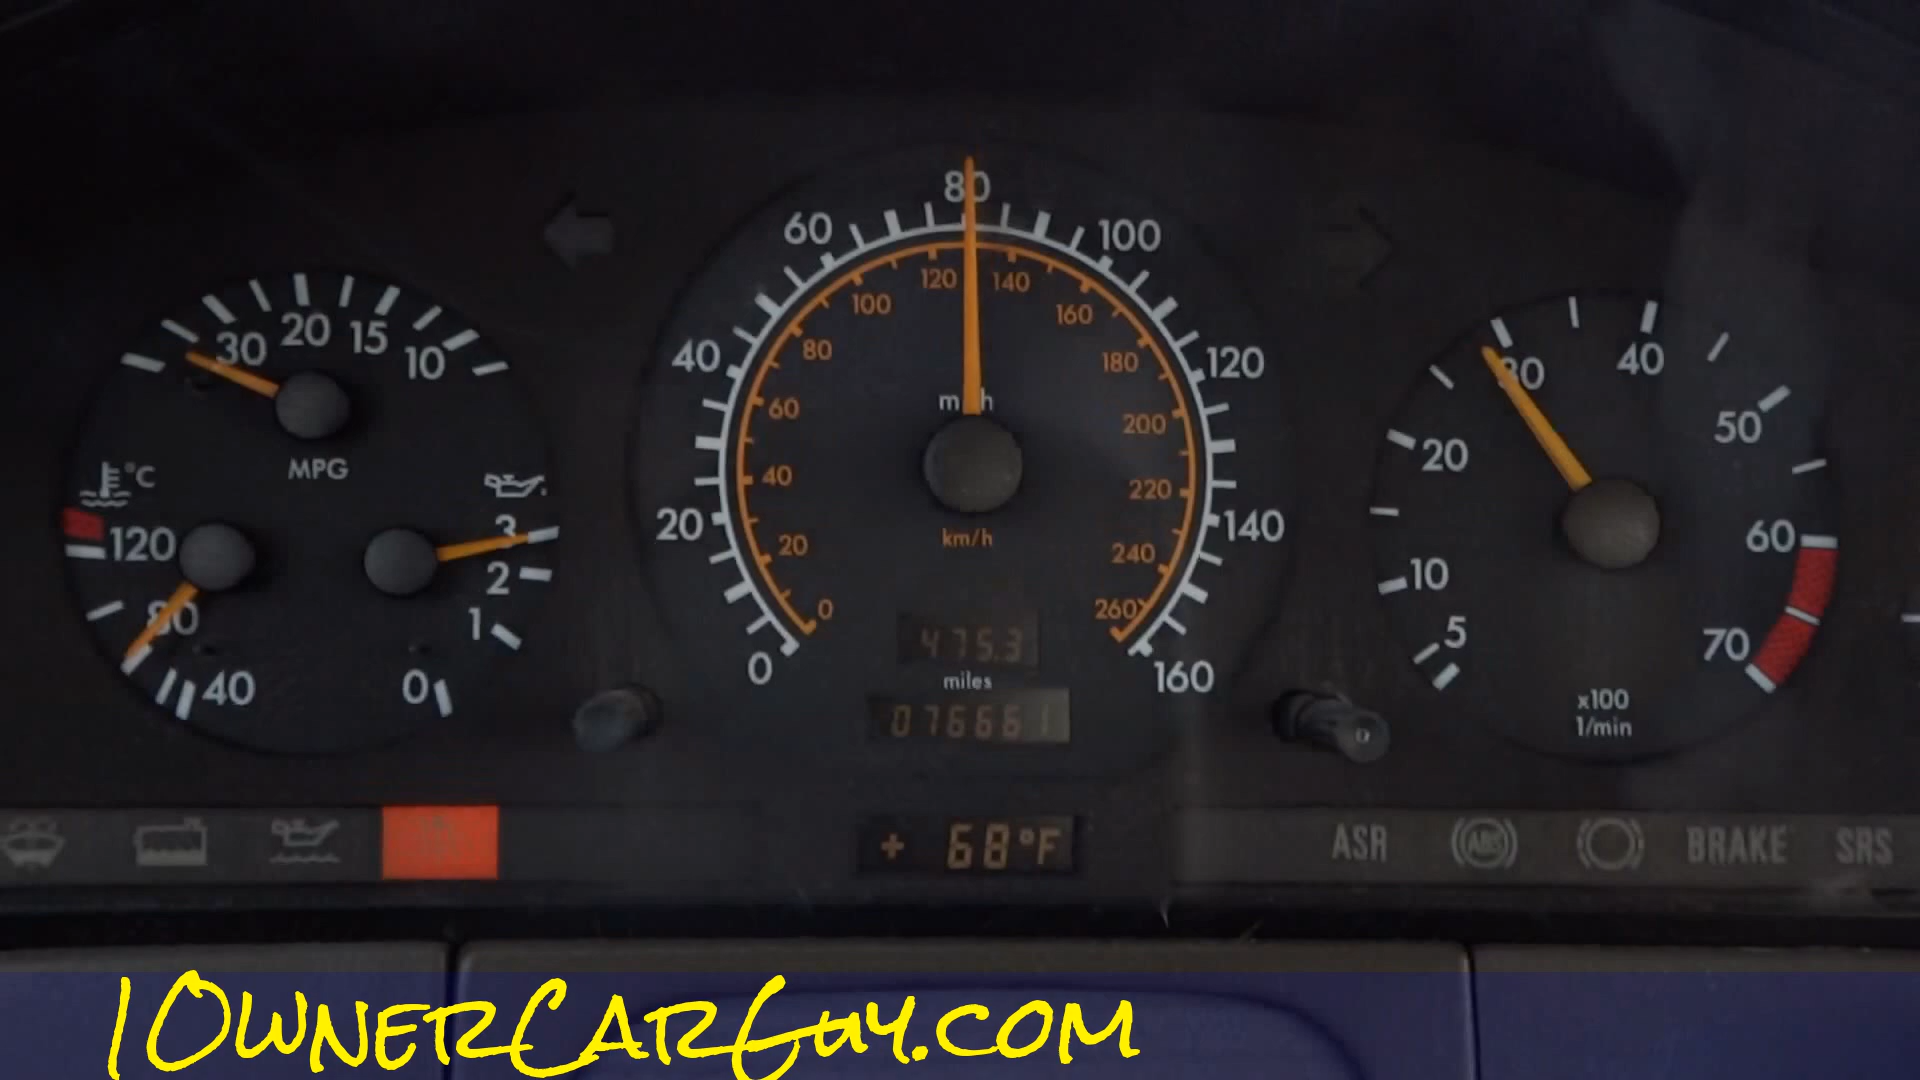 30 20 15 10
MPG
°C
120
80
40
3
2
1
0
0 20 40 60 80 100 120 140 160
mph
0 20 40 60 80 100 120 140 160 180 200 220 240 260
km/h
475.3
miles
076661
+ 68°F
5 10 20 30 40 50 60 70
x100
1/min
ASR ABS BRAKE SRS
1OwnerCarGuy.com